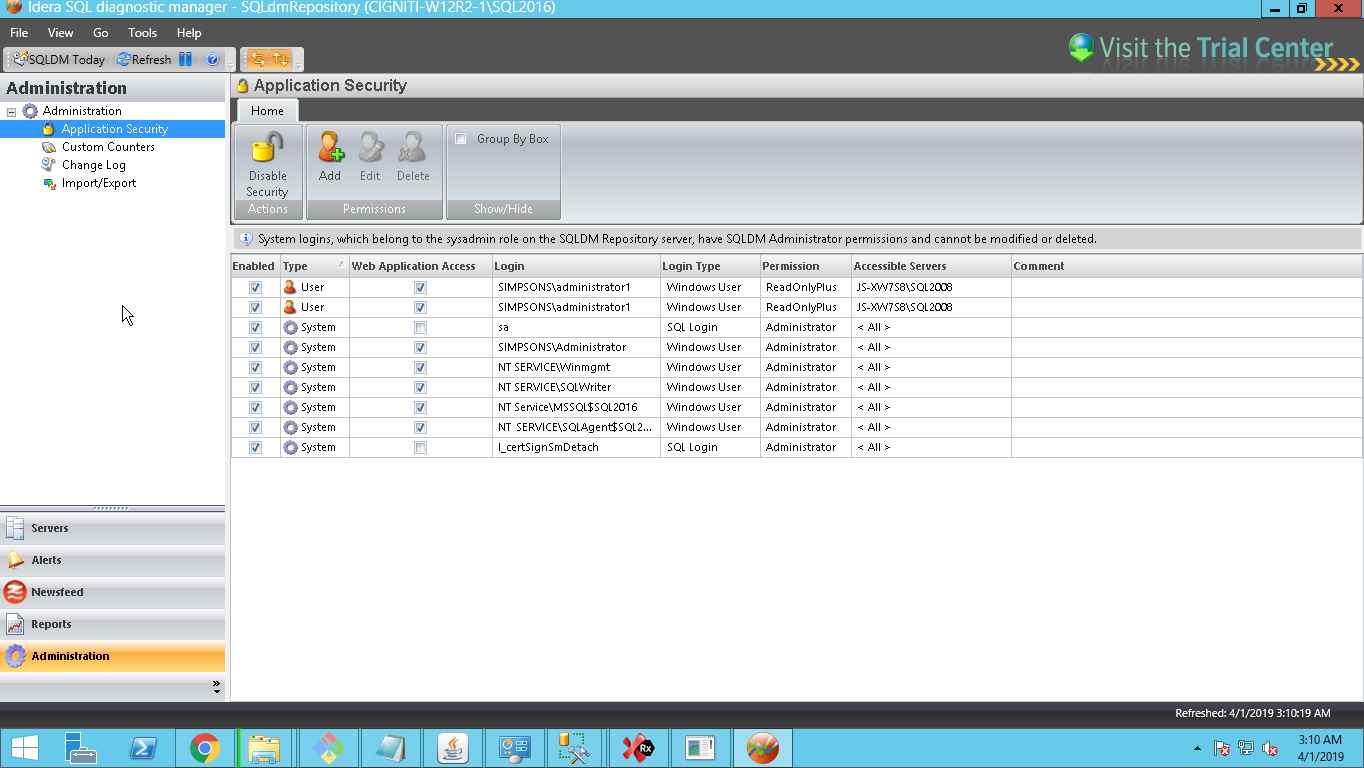 Idera SQL diagnostic manager - SQLdmRepository (CIGNITI-W12R2-1\SQL2016)
File View Go Tools Help
SQLDM Today Refresh
Visit the Trial Center
Administration
Administration
Application Security
Custom Counters
Change Log
Import/Export
Application Security
Home
Disable Security
Actions
Add Edit Delete
Permissions
Group By Box
Show/Hide
System logins, which belong to the sysadmin role on the SQLDM Repository server, have SQLDM Administrator permissions and cannot be modified or deleted.
Enabled Type Web Application Access Login Login Type Permission Accessible Servers Comment
User SIMPSONS\administrator1 Windows User ReadOnlyPlus JS-XW7S8\SQL2008
User SIMPSONS\administrator1 Windows User ReadOnlyPlus JS-XW7S8\SQL2008
System sa SQL Login Administrator < All >
System SIMPSONS\Administrator Windows User Administrator < All >
System NT SERVICE\Winmgmt Windows User Administrator < All >
System NT SERVICE\SQLWriter Windows User Administrator < All >
System NT Service\MSSQL$SQL2016 Windows User Administrator < All >
System NT SERVICE\SQLAgent$SQL2... Windows User Administrator < All >
System l_certSignSmDetach SQL Login Administrator < All >
Servers
Alerts
Newsfeed
Reports
Administration
Refreshed: 4/1/2019 3:10:19 AM
Rx
3:10 AM
4/1/2019